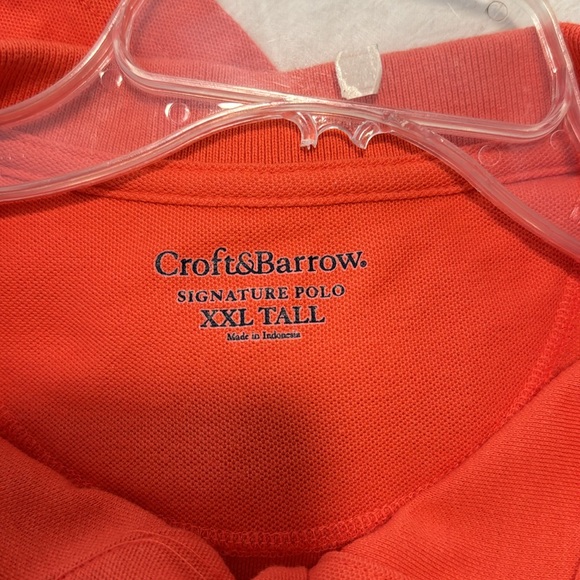 Croft&Barrow.
SIGNATURE POLO
XXL TALL
Made in Indonesia